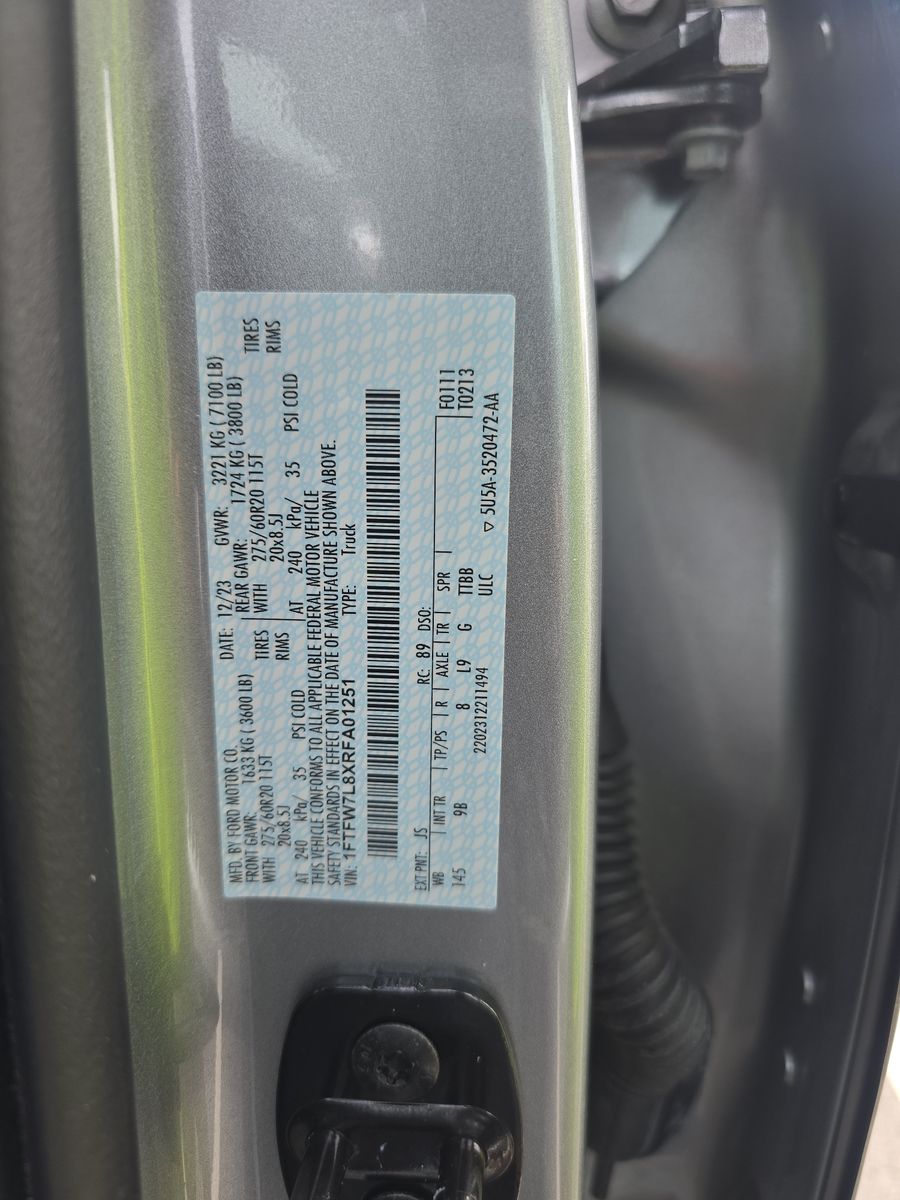 MFD. BY FORD MOTOR CO.
DATE: 12/23 GVWR: 3221 KG ( 7100 LB)
FRONT GAWR: 1633 KG ( 3600 LB)
REAR GAWR: 1724 KG ( 3800 LB)
WITH 275/60R20 115T TIRES
WITH 275/60R20 115T TIRES
20x8.5J RIMS
20x8.5J RIMS
AT 240 kPa/ 35 PSI COLD
AT 240 kPa/ 35 PSI COLD
THIS VEHICLE CONFORMS TO ALL APPLICABLE FEDERAL MOTOR VEHICLE
SAFETY STANDARDS IN EFFECT ON THE DATE OF MANUFACTURE SHOWN ABOVE.
VIN: 1FTFW7L8XRFA01251 TYPE: Truck
EXT PNT: JS RC: 89 DSO: F0111
WB INT TR TP/PS R AXLE TR SPR T0213
145 9B 8 L9 G TTBB
2202312211494 ULC ▽ 5U5A-3520472-AA